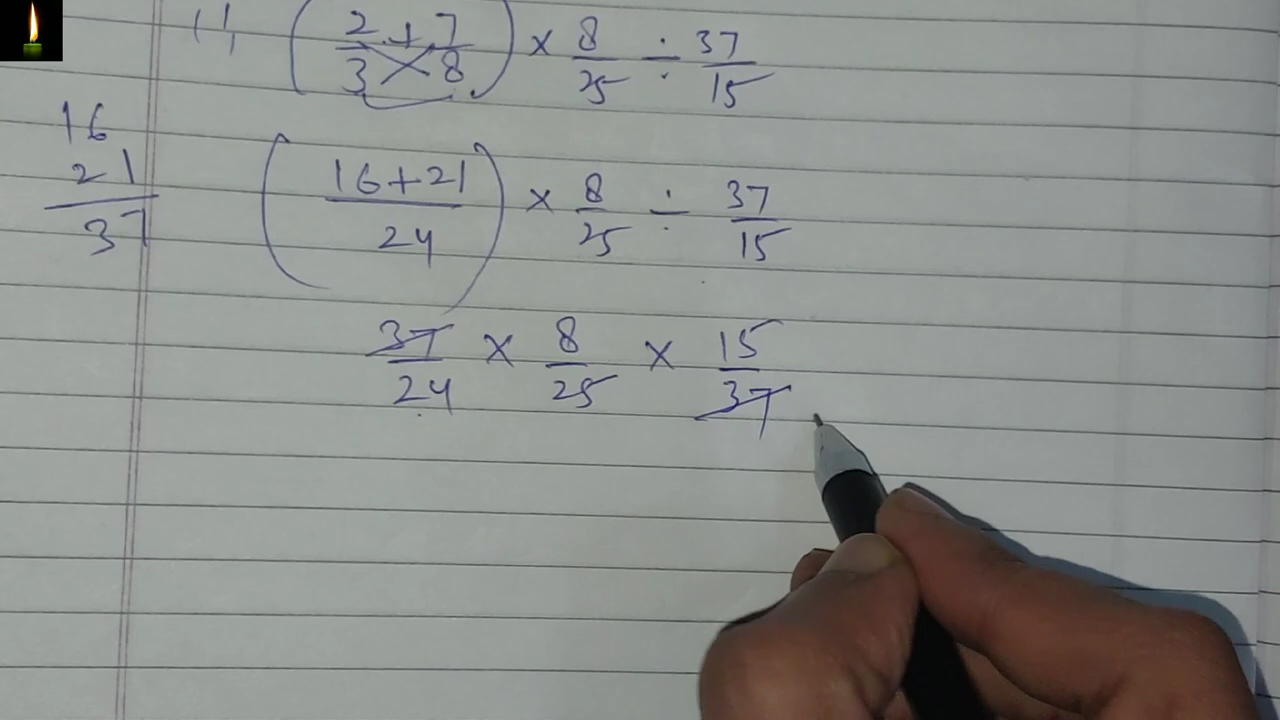 11) (2/3 + 7/8) × 8/25 ÷ 37/15
16
21
37
(16+21/24) × 8/25 ÷ 37/15
37/24 × 8/25 × 15/37